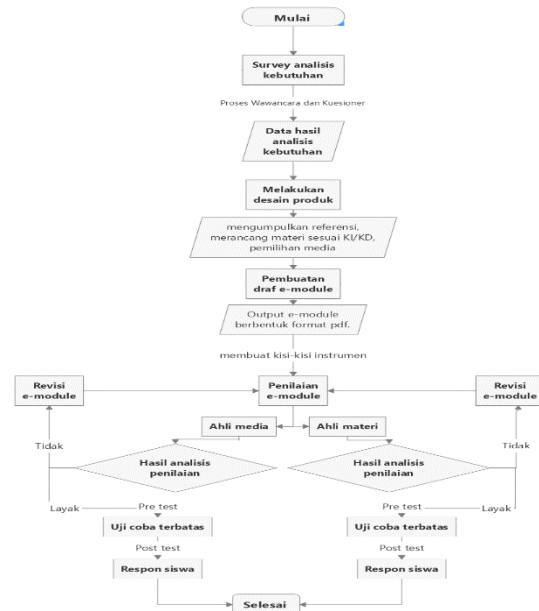 Mulai
Survey analisis
kebutuhan
Proses Wawancara dan Kuesioner
Data hasil
analisis
kebutuhan
Melakukan
desain produk
mengumpulkan referensi,
merancang materi sesuai KI/KD,
pemilihan media
Pembuatan
draf e-module
Output e-module
berbentuk format pdf.
membuat kisi-kisi instrumen
Revisi
e-module
Penilaian
e-module
Revisi
e-module
Ahli media
Ahli materi
Tidak
Tidak
Hasil analisis
penilaian
Hasil analisis
penilaian
Layak
Pre test
Pre test
Layak
Uji coba terbatas
Uji coba terbatas
Post test
Post test
Respon siswa
Respon siswa
Selesai